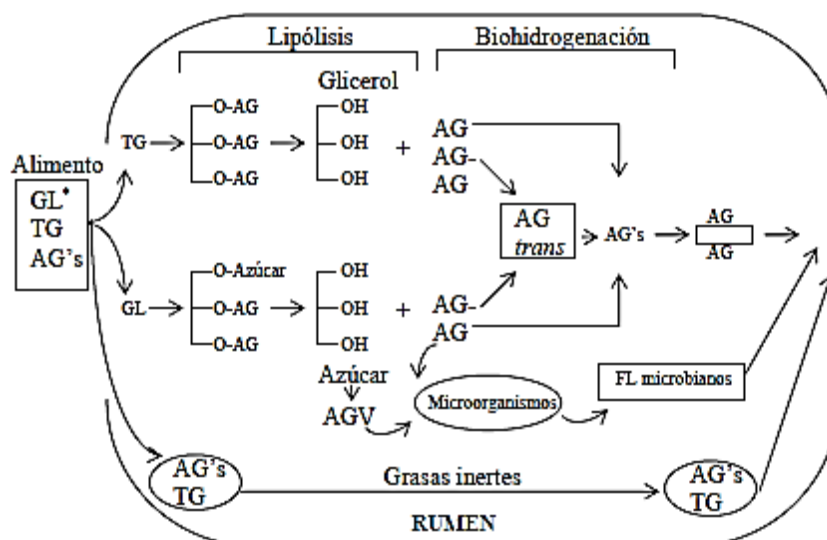 Lipólisis
Biohidrogenación
Glicerol
O-AG
OH
AG
TG
O-AG
OH
+
AG-
O-AG
OH
AG
Alimento
GL*
TG
AG's
AG
trans
AG's
AG
AG
O-Azúcar
OH
GL
O-AG
OH
+
AG-
O-AG
OH
AG
Azúcar
AGV
Microorganismos
FL microbianos
AG's
TG
Grasas inertes
AG's
TG
RUMEN